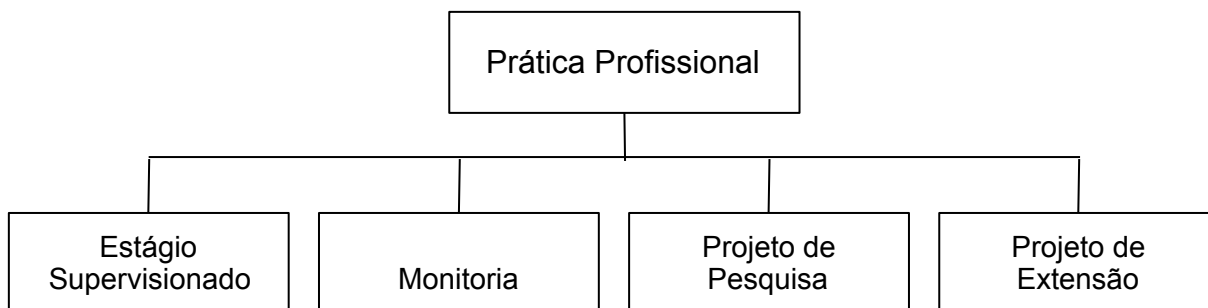 Prática Profissional
Estágio
Supervisionado
Monitoria
Projeto de
Pesquisa
Projeto de
Extensão